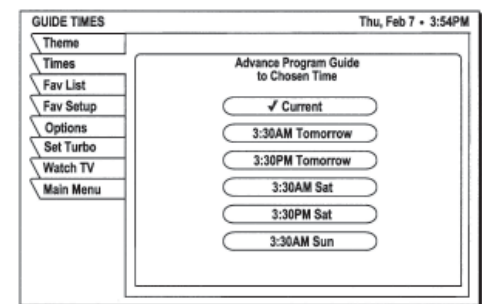 GUIDE TIMES
Thu, Feb 7 • 3:54PM
Theme
Times
Fav List
Fav Setup
Options
Set Turbo
Watch TV
Main Menu
Advance Program Guide
to Chosen Time
✓ Current
3:30AM Tomorrow
3:30PM Tomorrow
3:30AM Sat
3:30PM Sat
3:30AM Sun